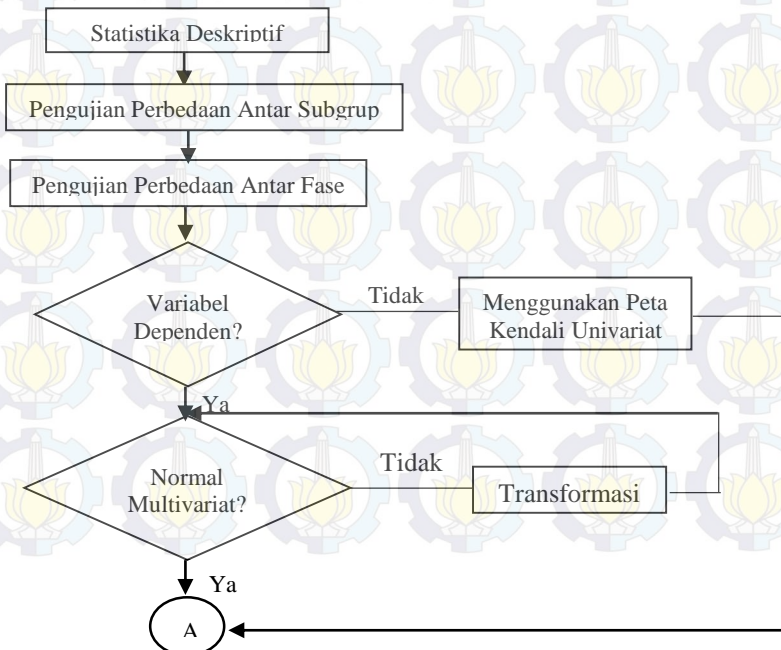 Statistika Deskriptif
Pengujian Perbedaan Antar Subgrup
Pengujian Perbedaan Antar Fase
Variabel
Dependen?
Tidak
Menggunakan Peta
Kendali Univariat
Ya
Normal
Multivariat?
Tidak
Transformasi
Ya
A